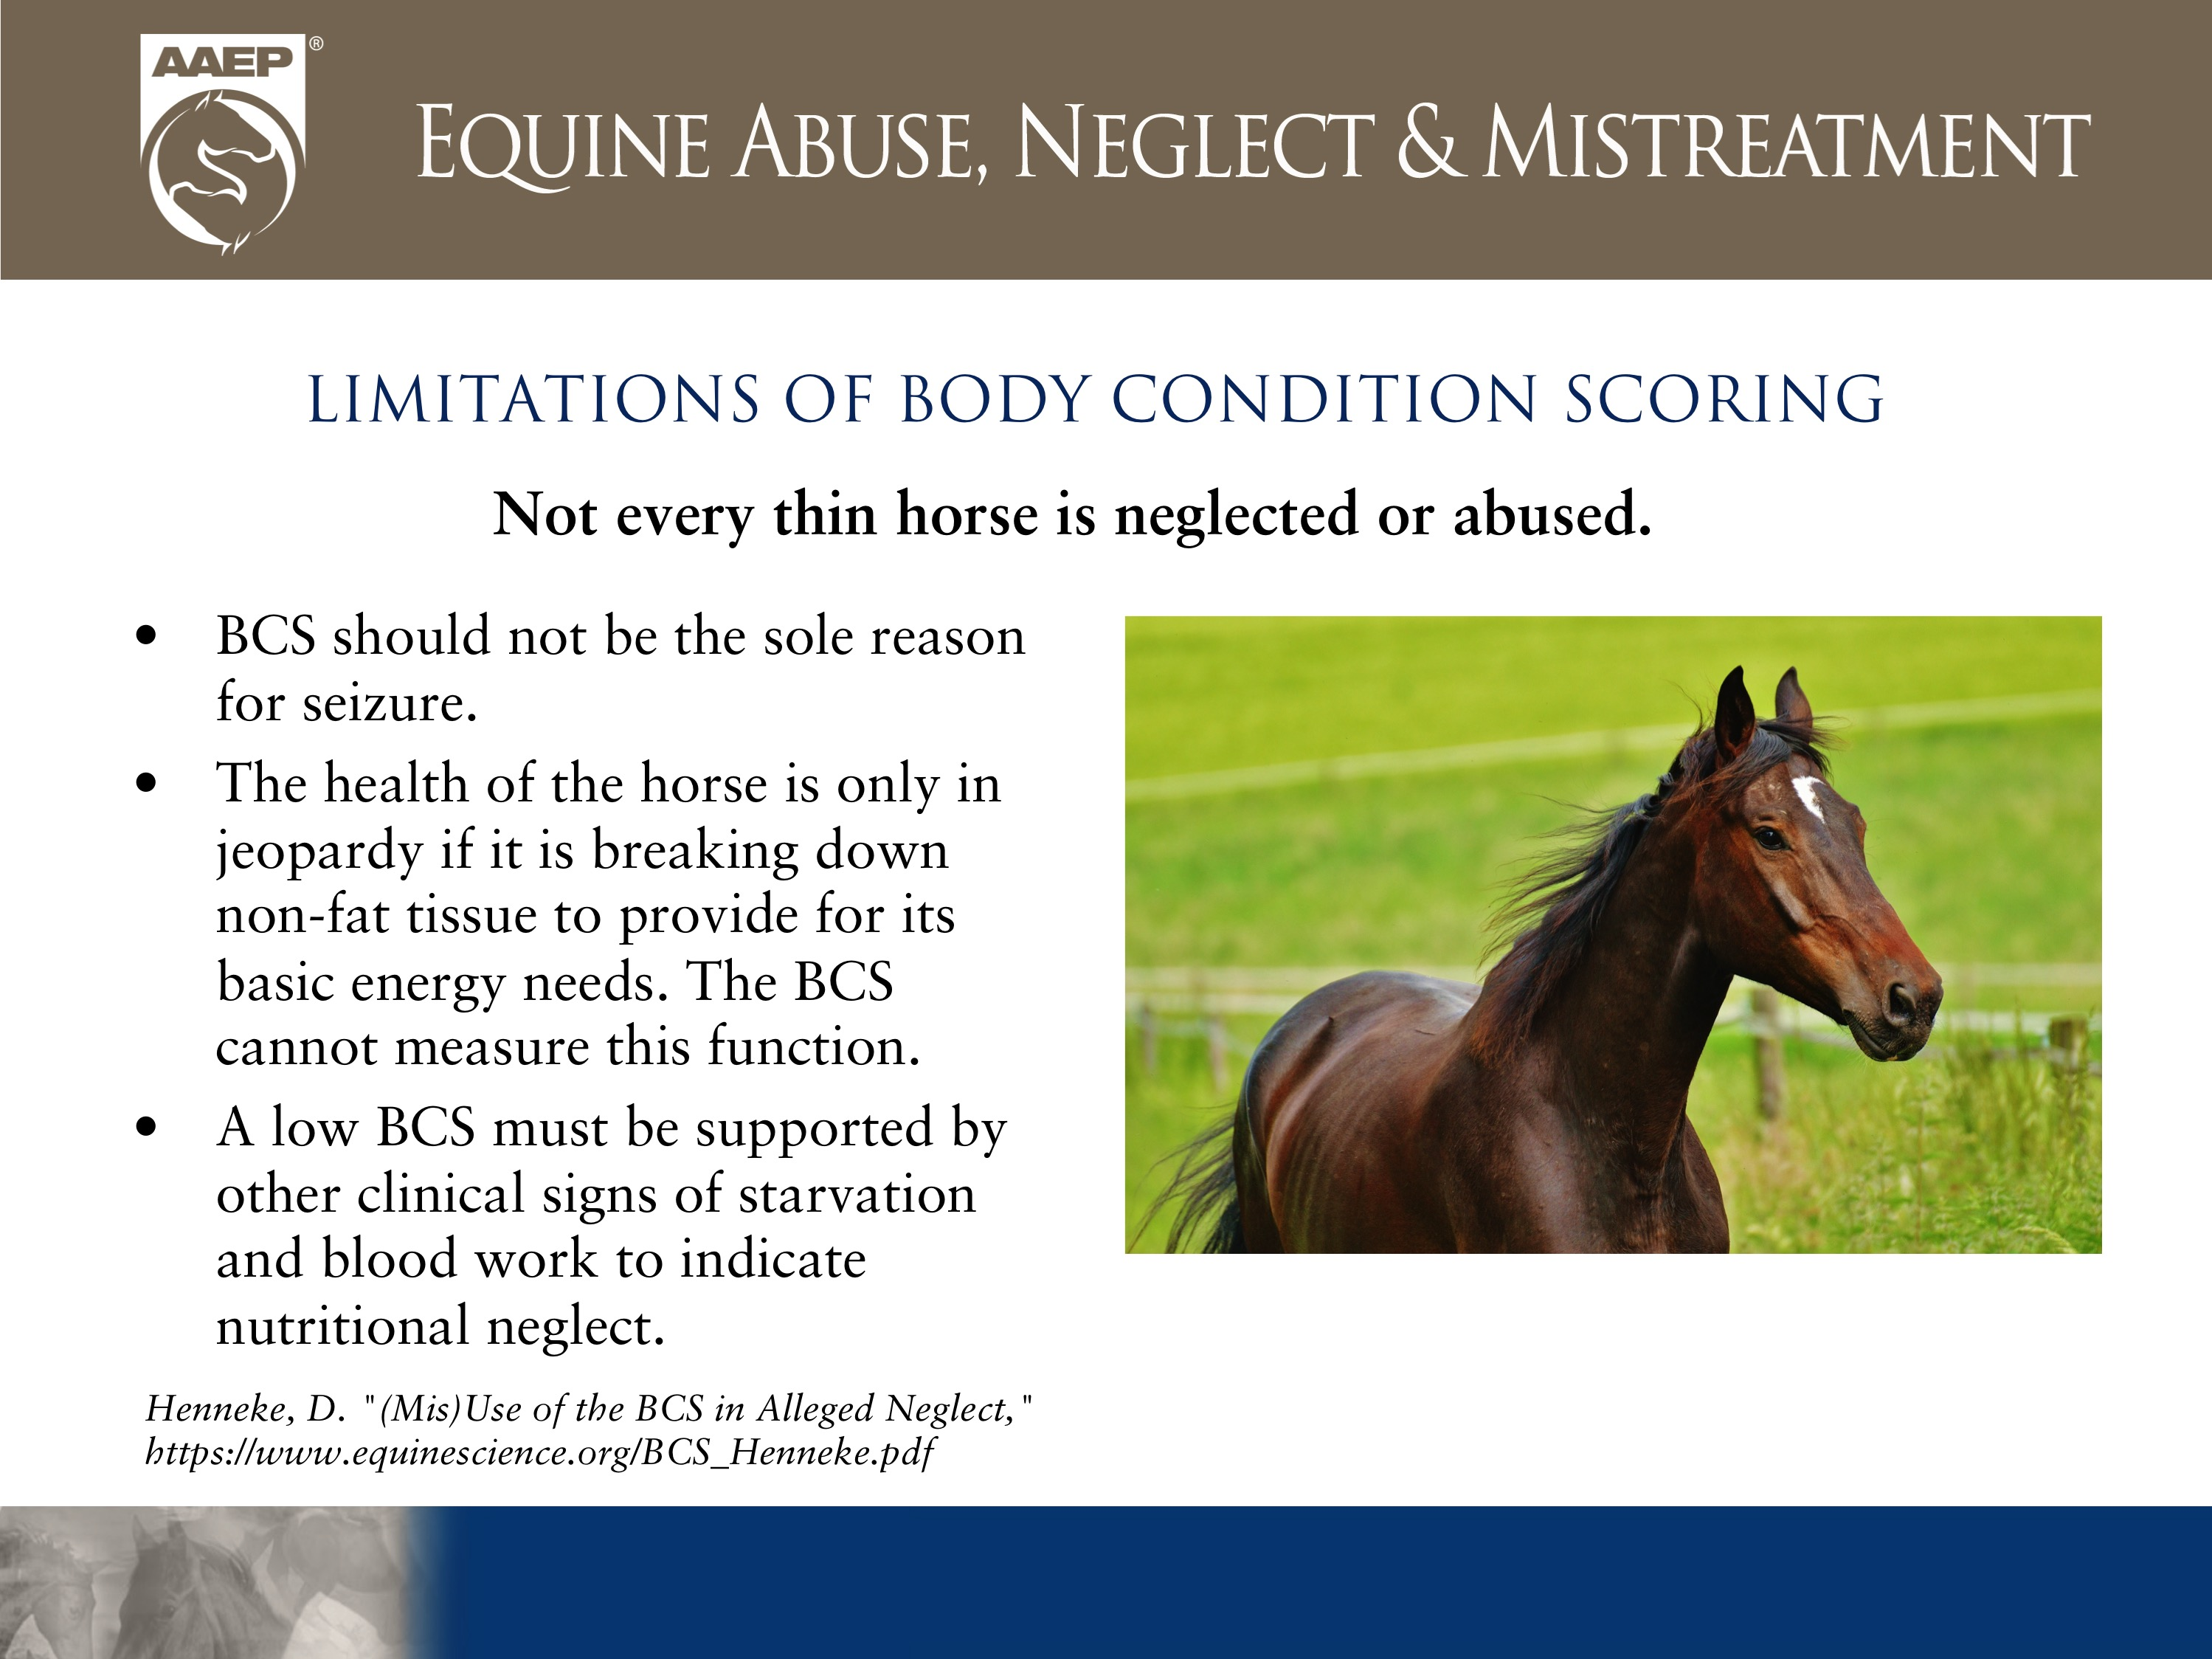 AAEP ®
EQUINE ABUSE, NEGLECT & MISTREATMENT
LIMITATIONS OF BODY CONDITION SCORING
Not every thin horse is neglected or abused.
• BCS should not be the sole reason
for seizure.
• The health of the horse is only in
jeopardy if it is breaking down
non-fat tissue to provide for its
basic energy needs. The BCS
cannot measure this function.
• A low BCS must be supported by
other clinical signs of starvation
and blood work to indicate
nutritional neglect.
Henneke, D. "(Mis)Use of the BCS in Alleged Neglect,"
https://www.equinescience.org/BCS_Henneke.pdf